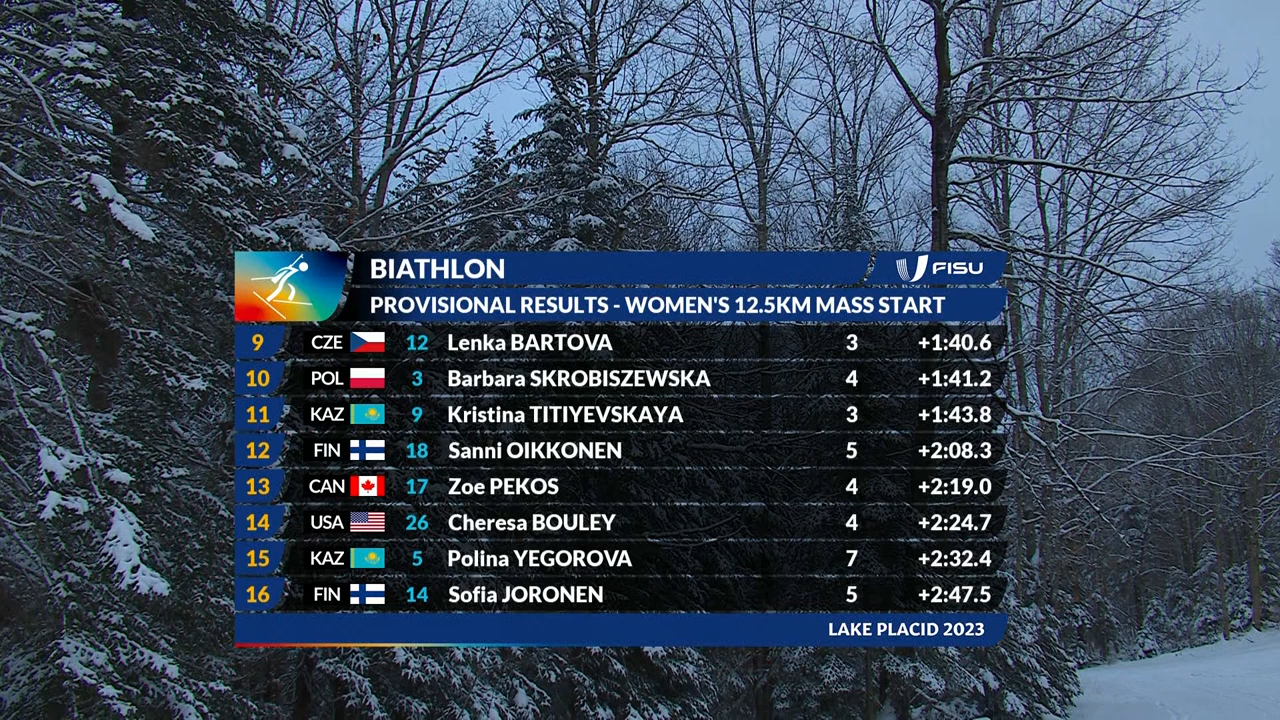 BIATHLON FISU
PROVISIONAL RESULTS - WOMEN'S 12.5KM MASS START
9 CZE 12 Lenka BARTOVA 3 +1:40.6
10 POL 3 Barbara SKROBISZEWSKA 4 +1:41.2
11 KAZ 9 Kristina TITIYEVSKAYA 3 +1:43.8
12 FIN 18 Sanni OIKKONEN 5 +2:08.3
13 CAN 17 Zoe PEKOS 4 +2:19.0
14 USA 26 Cheresa BOULEY 4 +2:24.7
15 KAZ 5 Polina YEGOROVA 7 +2:32.4
16 FIN 14 Sofia JORONEN 5 +2:47.5
LAKE PLACID 2023